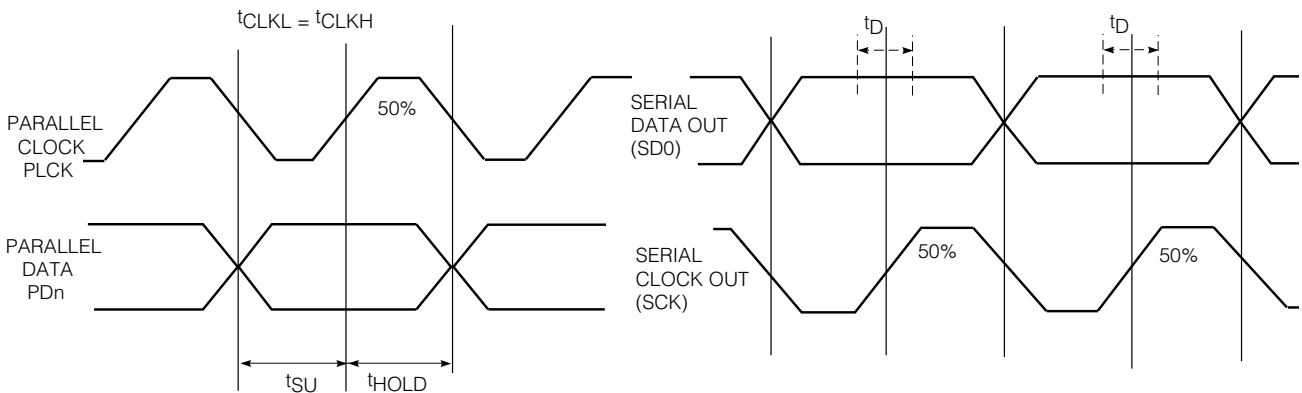 tCLKL = tCLKH
PARALLEL
CLOCK
PLCK
50%
PARALLEL
DATA
PDn
tSU
tHOLD
tD
tD
SERIAL
DATA OUT
(SD0)
SERIAL
CLOCK OUT
(SCK)
50%
50%